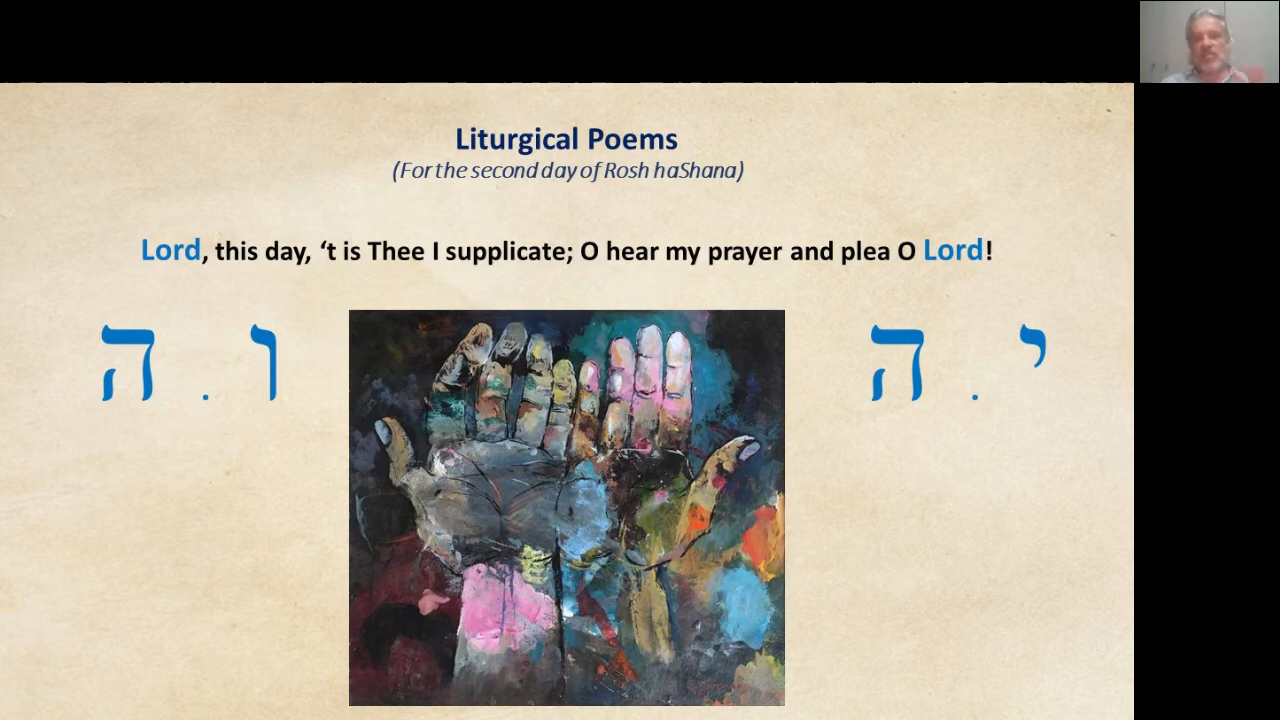 Liturgical Poems
(For the second day of Rosh haShana)
Lord, this day, ‘t is Thee I supplicate; O hear my prayer and plea O Lord!
י . ה
ו . ה